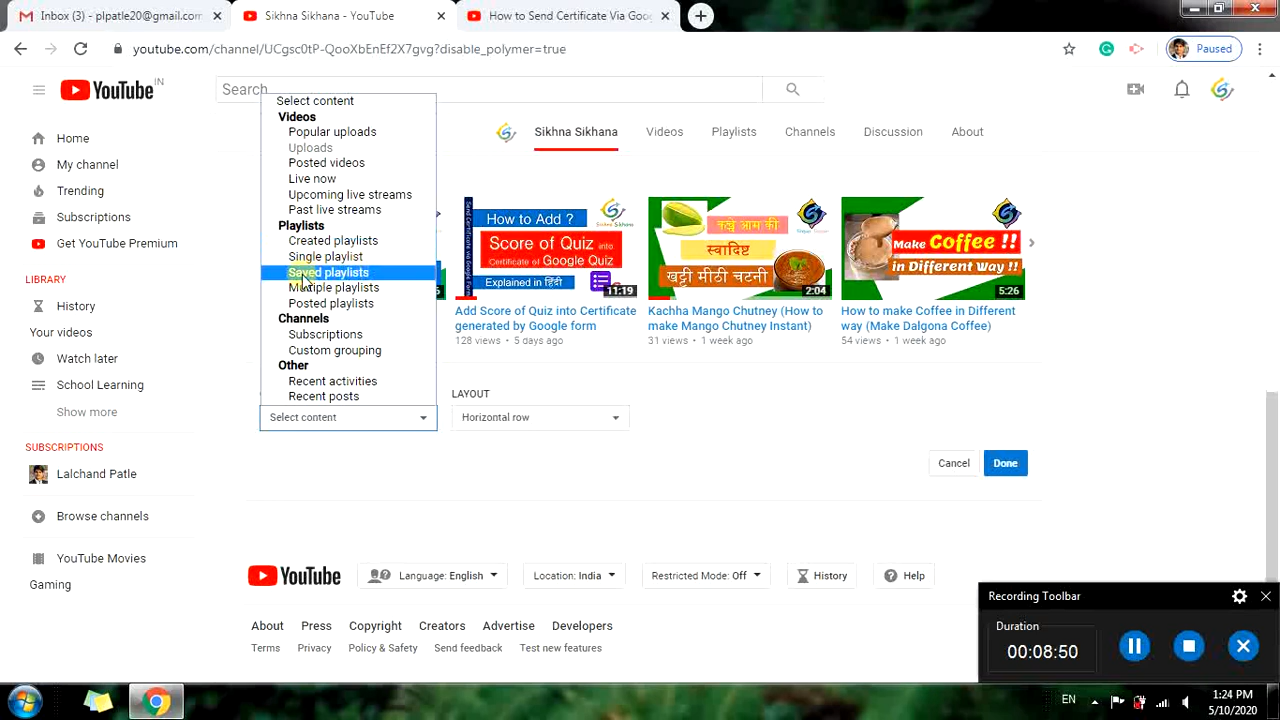 Inbox (3) - plpatle20@gmail.com
Sikhna Sikhana - YouTube
How to Send Certificate Via Goo
youtube.com/channel/UCgsc0tP-QooXbEnEf2X7gvg?disable_polymer=true
Paused
YouTube IN
Search
Home
My channel
Trending
Subscriptions
Get YouTube Premium
LIBRARY
History
Your videos
Watch later
School Learning
Show more
SUBSCRIPTIONS
Lalchand Patle
Browse channels
YouTube Movies
Gaming
Sikhna Sikhana
Videos
Playlists
Channels
Discussion
About
Select content
Videos
Popular uploads
Uploads
Posted videos
Live now
Upcoming live streams
Past live streams
Playlists
Created playlists
Single playlist
Saved playlists
Multiple playlists
Posted playlists
Channels
Subscriptions
Custom grouping
Other
Recent activities
Recent posts
Select content
How to Add ?
Score of Quiz into
Certificate of Google Quiz
Explained in हिंदी
11:19
Add Score of Quiz into Certificate
generated by Google form
128 views • 5 days ago
कच्चे आम की
स्वादिष्ट
खट्टी मीठी चटनी
2:04
Kachha Mango Chutney (How to
make Mango Chutney Instant)
31 views • 1 week ago
Make Coffee !!
in Different Way !!
5:26
How to make Coffee in Different
way (Make Dalgona Coffee)
54 views • 1 week ago
LAYOUT
Horizontal row
Cancel
Done
YouTube
Language: English
Location: India
Restricted Mode: Off
History
Help
About
Press
Copyright
Creators
Advertise
Developers
Terms
Privacy
Policy & Safety
Send feedback
Test new features
Recording Toolbar
Duration
00:08:50
EN
1:24 PM
5/10/2020